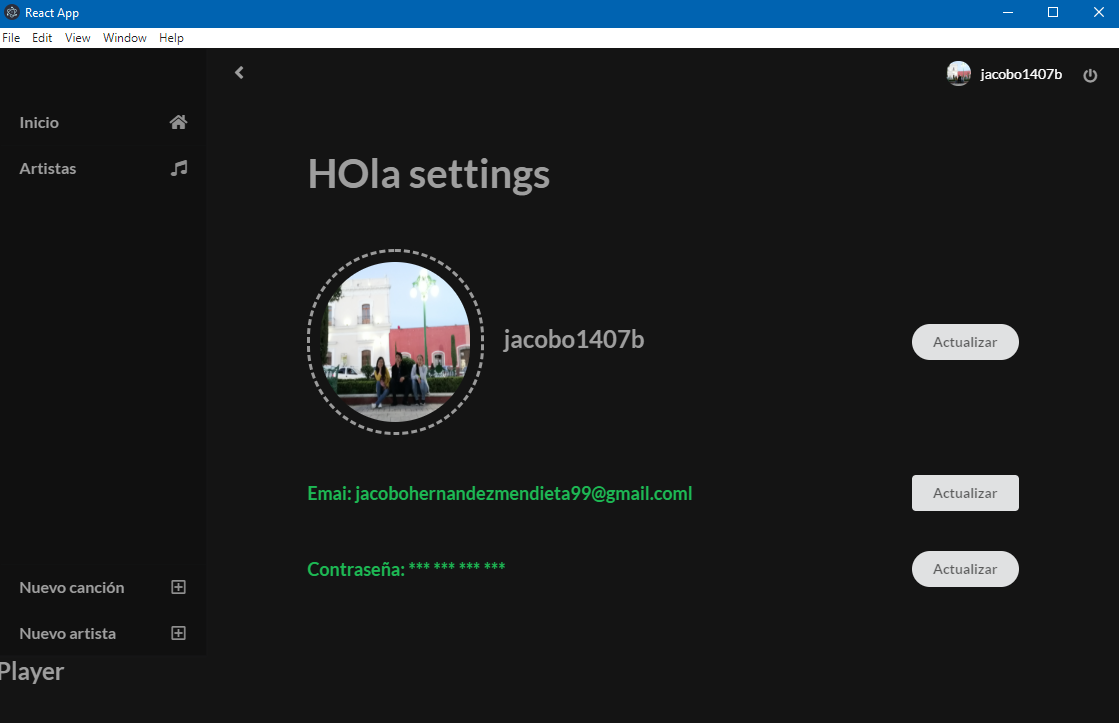 React App
File Edit View Window Help
jacobo1407b
Inicio
Artistas
HOla settings
jacobo1407b
Actualizar
Emai: jacobohernandezmendieta99@gmail.coml
Actualizar
Contraseña: *** *** *** ***
Actualizar
Nuevo canción
Nuevo artista
Player